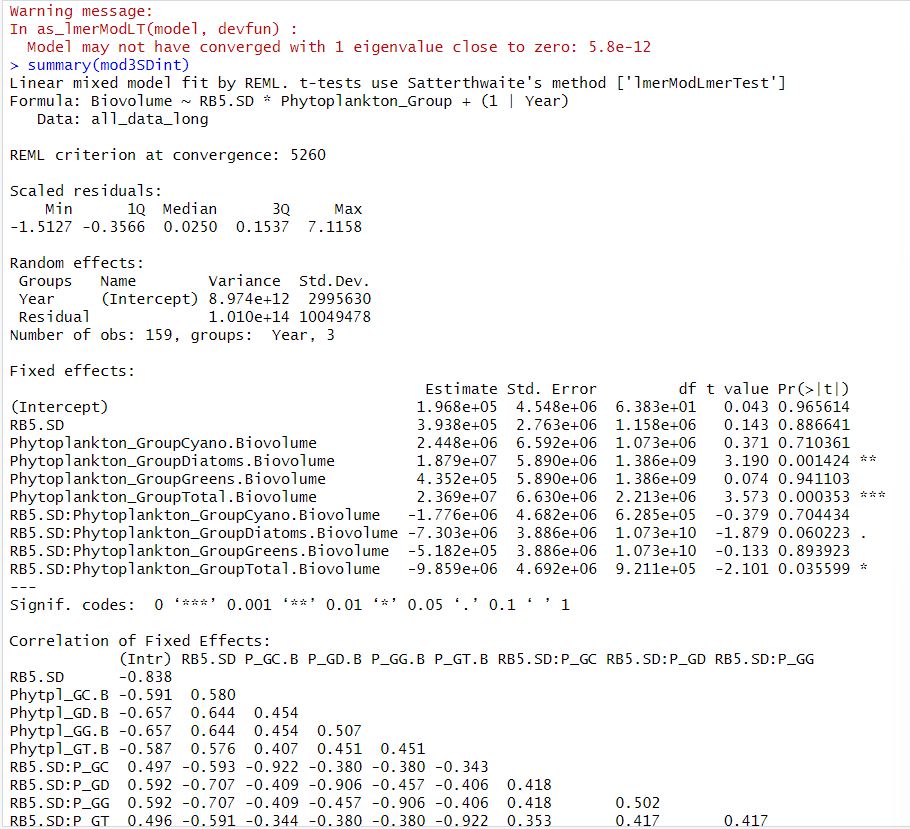 Warning message:
In as_lmerModLT(model, devfun) :
  Model may not have converged with 1 eigenvalue close to zero: 5.8e-12
> summary(mod3SDint)
Linear mixed model fit by REML. t-tests use Satterthwaite's method ['lmerModLmerTest']
Formula: Biovolume ~ RB5.SD * Phytoplankton_Group + (1 | Year)
   Data: all_data_long
REML criterion at convergence: 5260
Scaled residuals:
    Min      1Q  Median      3Q     Max
-1.5127 -0.3566  0.0250  0.1537  7.1158
Random effects:
 Groups   Name        Variance  Std.Dev.
 Year     (Intercept) 8.974e+12  2995630
 Residual             1.010e+14 10049478
Number of obs: 159, groups:  Year, 3
Fixed effects:
                                             Estimate Std. Error         df t value Pr(>|t|)
(Intercept)                                 1.968e+05  4.548e+06  6.383e+01   0.043 0.965614
RB5.SD                                      3.938e+05  2.763e+06  1.158e+06   0.143 0.886641
Phytoplankton_GroupCyano.Biovolume          2.448e+06  6.592e+06  1.073e+06   0.371 0.710361
Phytoplankton_GroupDiatoms.Biovolume        1.879e+07  5.890e+06  1.386e+09   3.190 0.001424 **
Phytoplankton_GroupGreens.Biovolume         4.352e+05  5.890e+06  1.386e+09   0.074 0.941103
Phytoplankton_GroupTotal.Biovolume          2.369e+07  6.630e+06  2.213e+06   3.573 0.000353 ***
RB5.SD:Phytoplankton_GroupCyano.Biovolume  -1.776e+06  4.682e+06  6.285e+05  -0.379 0.704434
RB5.SD:Phytoplankton_GroupDiatoms.Biovolume -7.303e+06  3.886e+06  1.073e+10  -1.879 0.060223 .
RB5.SD:Phytoplankton_GroupGreens.Biovolume -5.182e+05  3.886e+06  1.073e+10  -0.133 0.893923
RB5.SD:Phytoplankton_GroupTotal.Biovolume  -9.859e+06  4.692e+06  9.211e+05  -2.101 0.035599 *
---
Signif. codes:  0 ‘***’ 0.001 ‘**’ 0.01 ‘*’ 0.05 ‘.’ 0.1 ‘ ’ 1
Correlation of Fixed Effects:
            (Intr) RB5.SD P_GC.B P_GD.B P_GG.B P_GT.B RB5.SD:P_GC RB5.SD:P_GD RB5.SD:P_GG
RB5.SD      -0.838
Phytpl_GC.B -0.591  0.580
Phytpl_GD.B -0.657  0.644  0.454
Phytpl_GG.B -0.657  0.644  0.454  0.507
Phytpl_GT.B -0.587  0.576  0.407  0.451  0.451
RB5.SD:P_GC  0.497 -0.593 -0.922 -0.380 -0.380 -0.343
RB5.SD:P_GD  0.592 -0.707 -0.409 -0.906 -0.457 -0.406  0.418
RB5.SD:P_GG  0.592 -0.707 -0.409 -0.457 -0.906 -0.406  0.418       0.502
RB5.SD:P_GT  0.496 -0.591 -0.344 -0.380 -0.380 -0.922  0.353       0.417       0.417